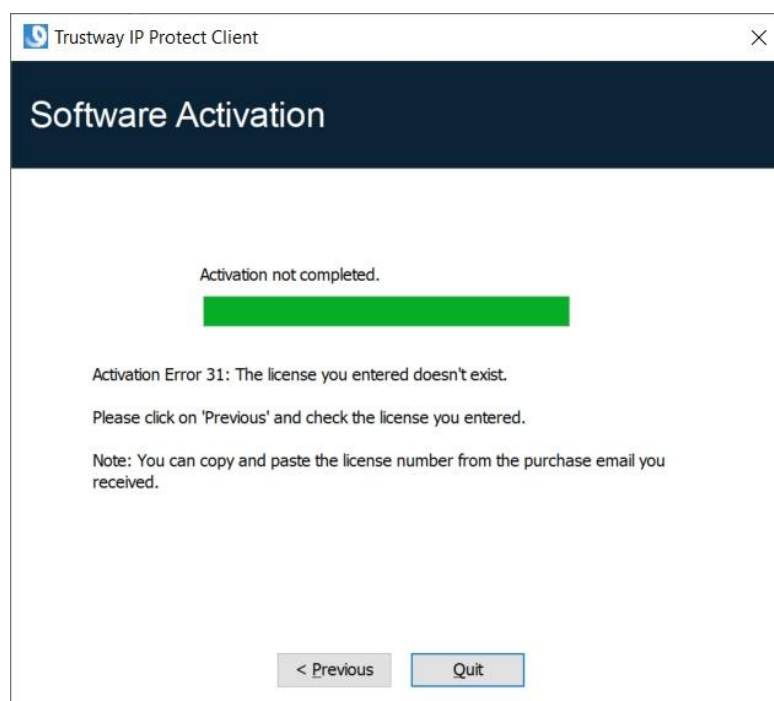 Trustway IP Protect Client
Software Activation
Activation not completed.
Activation Error 31: The license you entered doesn't exist.
Please click on 'Previous' and check the license you entered.
Note: You can copy and paste the license number from the purchase email you
received.
< Previous
Quit